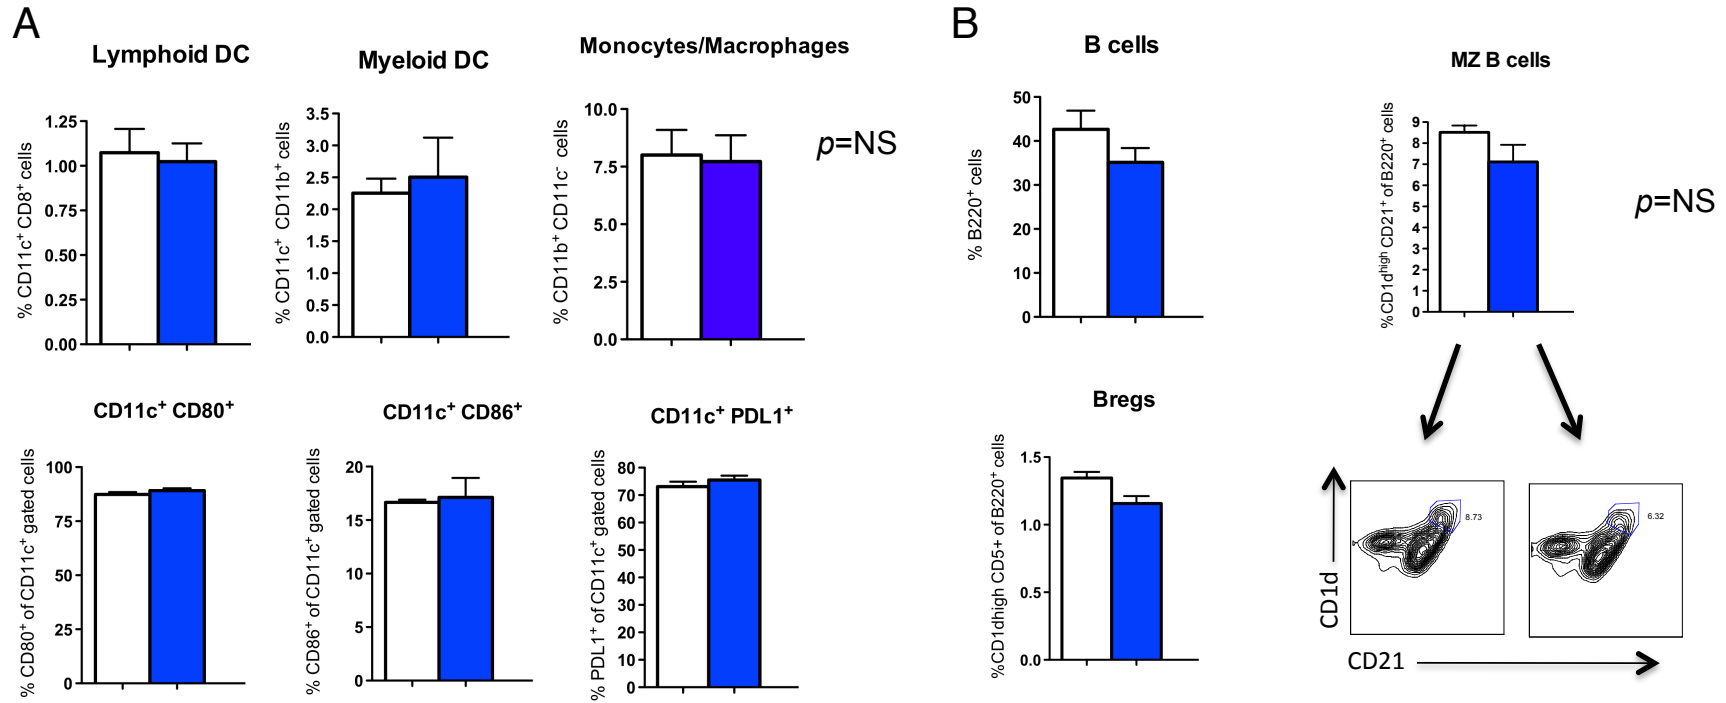 A
Lymphoid DC
% CD11c+ CD8+ cells
1.25
1.00
0.75
0.50
0.25
0.00
Myeloid DC
% CD11c+ CD11b+ cells
3.5
3.0
2.5
2.0
1.5
1.0
0.5
0.0
Monocytes/Macrophages
% CD11b+ CD11c- cells
10.0
7.5
5.0
2.5
0.0
p=NS
CD11c+ CD80+
% CD80+ of CD11c+ gated cells
100
75
50
25
0
CD11c+ CD86+
% CD86+ of CD11c+ gated cells
20
15
10
5
0
CD11c+ PDL1+
% PDL1+ of CD11c+ gated cells
80
70
60
50
40
30
20
10
0
B
B cells
% B220+ cells
50
40
30
20
10
0
MZ B cells
%CD1dhigh CD21+ of B220+ cells
9
8
7
6
5
4
3
2
1
0
p=NS
Bregs
%CD1dhigh CD5+ of B220+ cells
1.5
1.0
0.5
0.0
8.73
6.32
CD1d
CD21